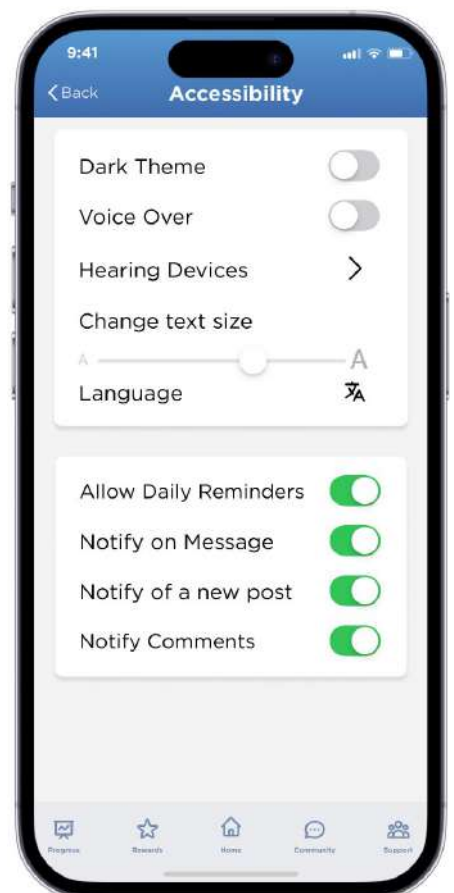 9:41
Back
Accessibility
Dark Theme
Voice Over
Hearing Devices
Change text size
A A
Language
Allow Daily Reminders
Notify on Message
Notify of a new post
Notify Comments
Progress Rewards Home Community Support